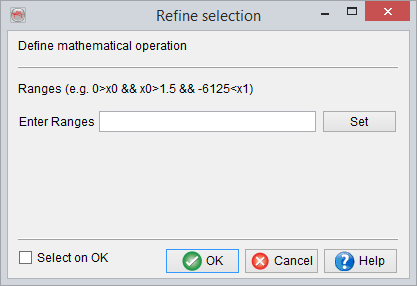 Refine selection
Define mathematical operation
Ranges (e.g. 0>x0 && x0>1.5 && -6125<x1)
Enter Ranges Set
Select on OK OK Cancel Help